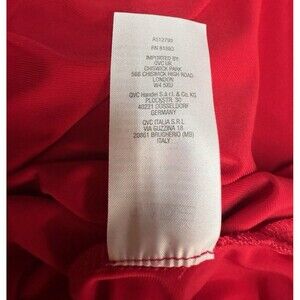 A512799
RN 81380
IMPORTED BY:
QVC UK
CHISWICK PARK
566 CHISWICK HIGH ROAD
LONDON
W4 5XU
QVC Handel S.à r.l. & Co. KG
PLOCKSTR. 30
40221 DÜSSELDORF
GERMANY
QVC ITALIA S.R.L.
VIA GUZZINA 18
20861 BRUGHERIO (MB)
ITALY